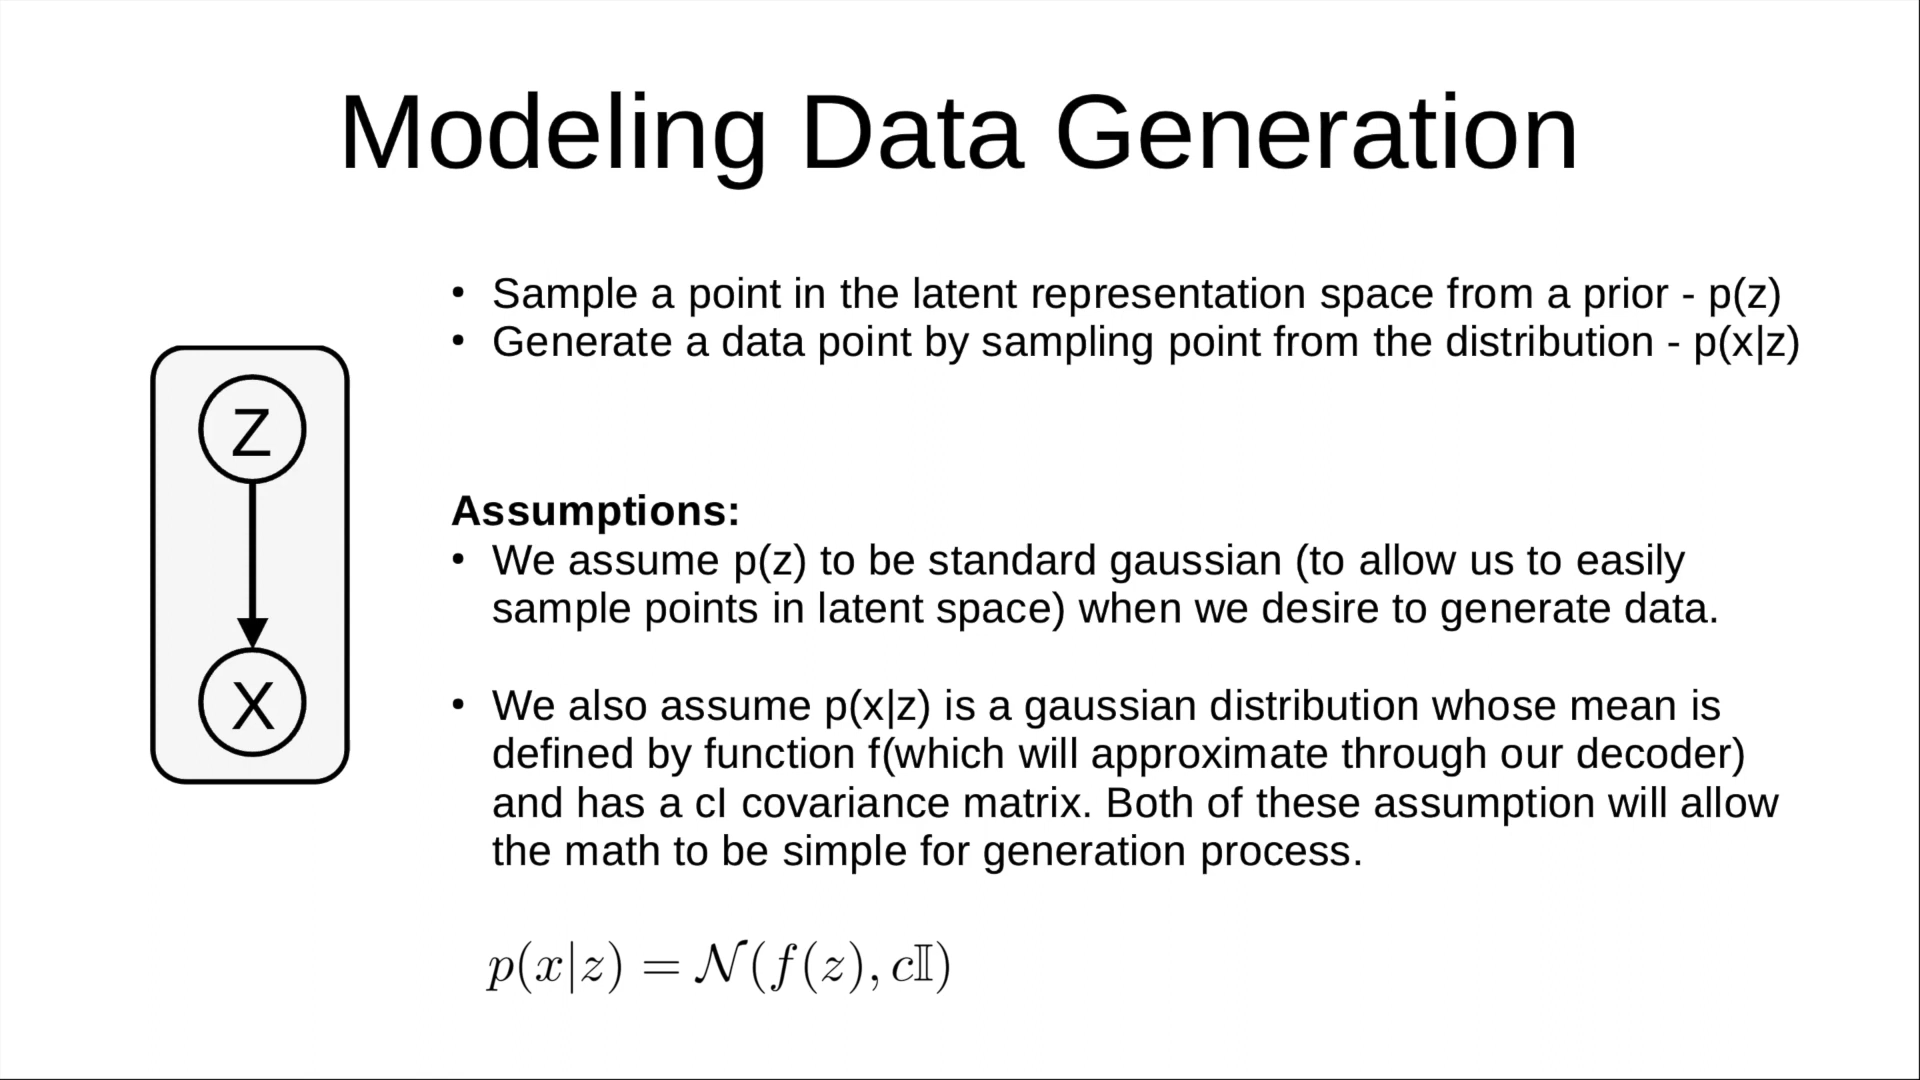 Modeling Data Generation
• Sample a point in the latent representation space from a prior - p(z)
• Generate a data point by sampling point from the distribution - p(x|z)
Z
X
Assumptions:
• We assume p(z) to be standard gaussian (to allow us to easily
sample points in latent space) when we desire to generate data.
• We also assume p(x|z) is a gaussian distribution whose mean is
defined by function f(which will approximate through our decoder)
and has a cI covariance matrix. Both of these assumption will allow
the math to be simple for generation process.
p(x|z) = 𝒩(f(z), c𝕀)